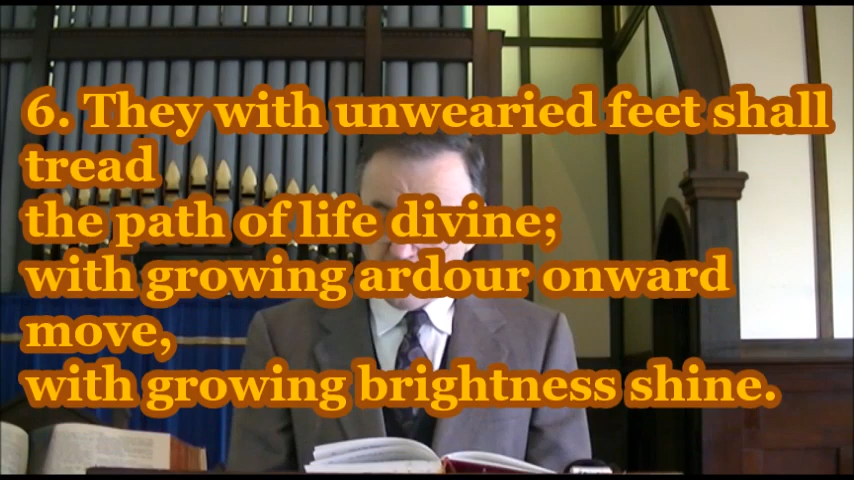 6. They with unwearied feet shall
tread
the path of life divine;
with growing ardour onward
move,
with growing brightness shine.